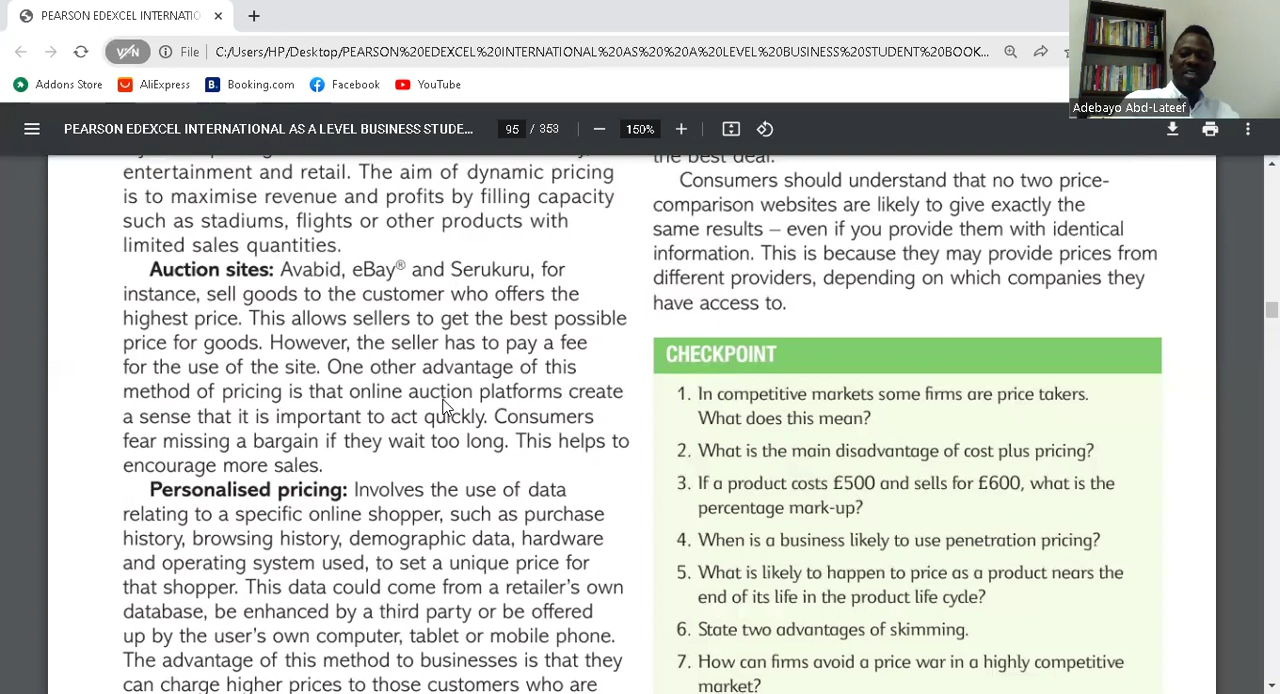 PEARSON EDEXCEL INTERNATIO
File
C:/Users/HP/Desktop/PEARSON%20EDEXCEL%20INTERNATIONAL%20AS%20%20A%20LEVEL%20BUSINESS%20STUDENT%20BOOK...
Addons Store
AliExpress
Booking.com
Facebook
YouTube
Adebayo Abd-Lateef
PEARSON EDEXCEL INTERNATIONAL AS A LEVEL BUSINESS STUDE...
95 / 353
150%
entertainment and retail. The aim of dynamic pricing
is to maximise revenue and profits by filling capacity
such as stadiums, flights or other products with
limited sales quantities.
Auction sites: Avabid, eBay® and Serukuru, for
instance, sell goods to the customer who offers the
highest price. This allows sellers to get the best possible
price for goods. However, the seller has to pay a fee
for the use of the site. One other advantage of this
method of pricing is that online auction platforms create
a sense that it is important to act quickly. Consumers
fear missing a bargain if they wait too long. This helps to
encourage more sales.
Personalised pricing: Involves the use of data
relating to a specific online shopper, such as purchase
history, browsing history, demographic data, hardware
and operating system used, to set a unique price for
that shopper. This data could come from a retailer's own
database, be enhanced by a third party or be offered
up by the user's own computer, tablet or mobile phone.
The advantage of this method to businesses is that they
can charge higher prices to those customers who are
the best deal.
Consumers should understand that no two price-
comparison websites are likely to give exactly the
same results – even if you provide them with identical
information. This is because they may provide prices from
different providers, depending on which companies they
have access to.
CHECKPOINT
1. In competitive markets some firms are price takers.
What does this mean?
2. What is the main disadvantage of cost plus pricing?
3. If a product costs £500 and sells for £600, what is the
percentage mark-up?
4. When is a business likely to use penetration pricing?
5. What is likely to happen to price as a product nears the
end of its life in the product life cycle?
6. State two advantages of skimming.
7. How can firms avoid a price war in a highly competitive
market?